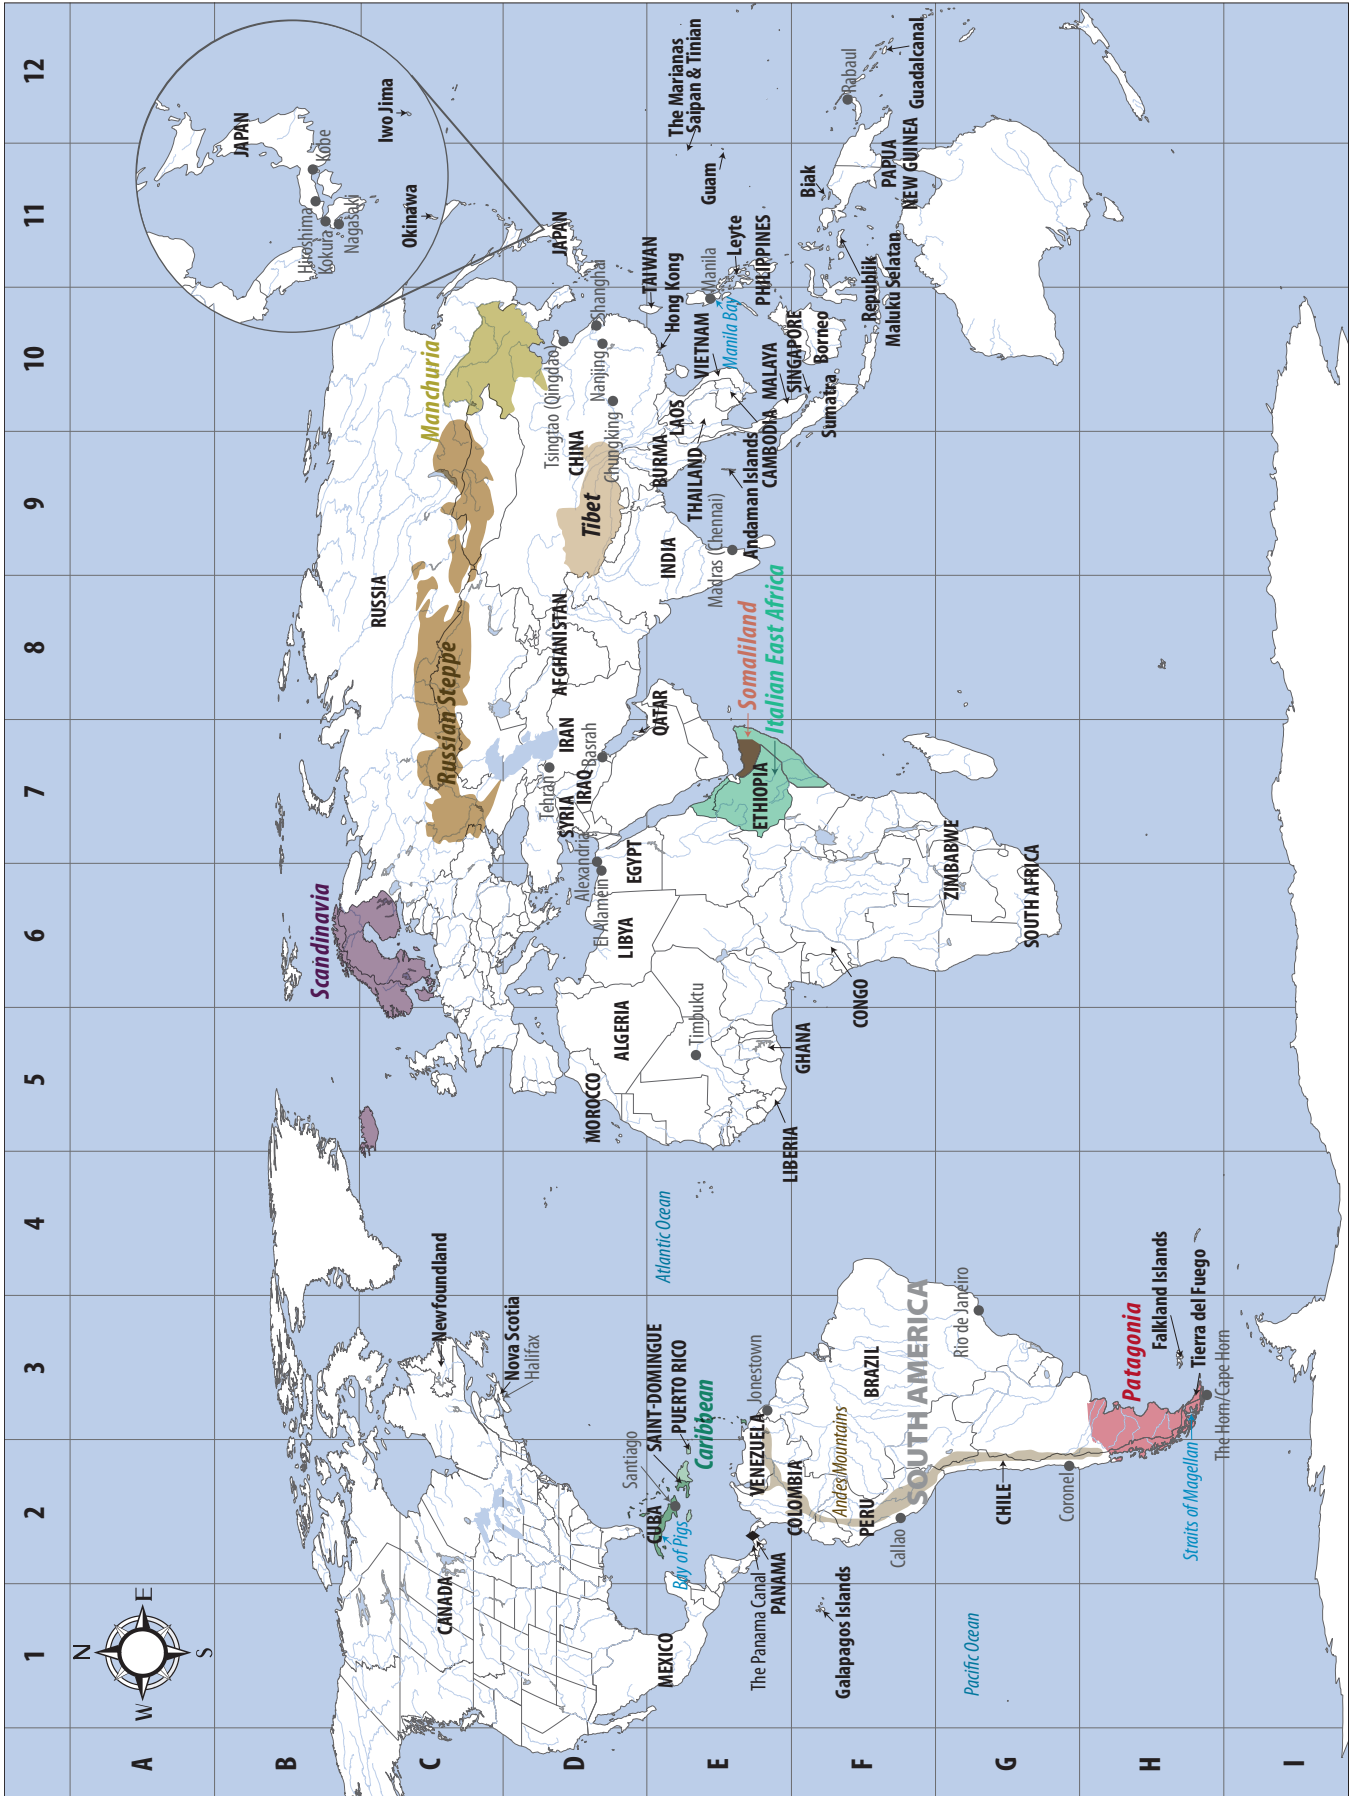 1
2
3
4
5
6
7
8
9
10
11
12
A
B
C
D
E
F
G
H
I
N
E
S
W
JAPAN
Kobe
Hiroshima
Kokura
Nagasaki
Iwo Jima
Okinawa
Scandinavia
RUSSIA
Russian Steppe
Manchuria
CANADA
Newfoundland
Nova Scotia
Halifax
JAPAN
Tsingtao (Qingdao)
Shanghai
Nanjing
CHINA
Chungking
Tibet
AFGHANISTAN
IRAN
Tehran
SYRIA
IRAQ
Basrah
Alexandria
El Alamein
EGYPT
LIBYA
ALGERIA
MOROCCO
Timbuktu
QATAR
INDIA
BURMA
LAOS
THAILAND
VIETNAM
CAMBODIA
TAIWAN
Hong Kong
Manila
Manila Bay
Leyte
PHILIPPINES
Guam
The Marianas
Saipan & Tinian
Madras (Chennai)
Andaman Islands
MALAYA
SINGAPORE
Borneo
Sumatra
Biak
Republik
Maluku Selatan
PAPUA
NEW GUINEA
Rabaul
Guadalcanal
Somaliland
Italian East Africa
ETHIOPIA
GHANA
LIBERIA
CONGO
ZIMBABWE
SOUTH AFRICA
Atlantic Ocean
MEXICO
CUBA
Bay of Pigs
Santiago
SAINT-DOMINGUE
PUERTO RICO
Caribbean
The Panama Canal
PANAMA
Jonestown
VENEZUELA
COLOMBIA
Galapagos Islands
Andes Mountains
PERU
BRAZIL
Callao
SOUTH AMERICA
Rio de Janeiro
Pacific Ocean
CHILE
Coronel
Patagonia
Falkland Islands
Tierra del Fuego
Straits of Magellan
The Horn/Cape Horn